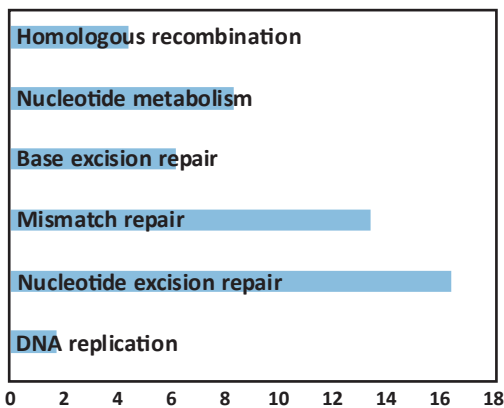 Homologous recombination
Nucleotide metabolism
Base excision repair
Mismatch repair
Nucleotide excision repair
DNA replication
0 2 4 6 8 10 12 14 16 18